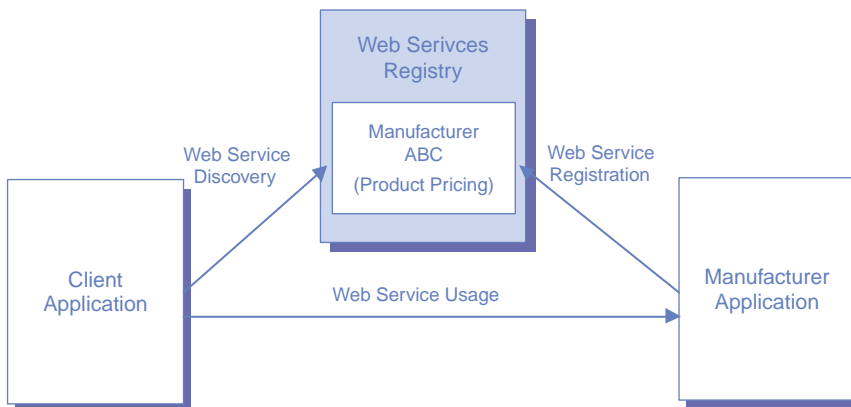 Web Serivces
Registry
Manufacturer
ABC
(Product Pricing)
Web Service
Discovery
Web Service
Registration
Client
Application
Web Service Usage
Manufacturer
Application